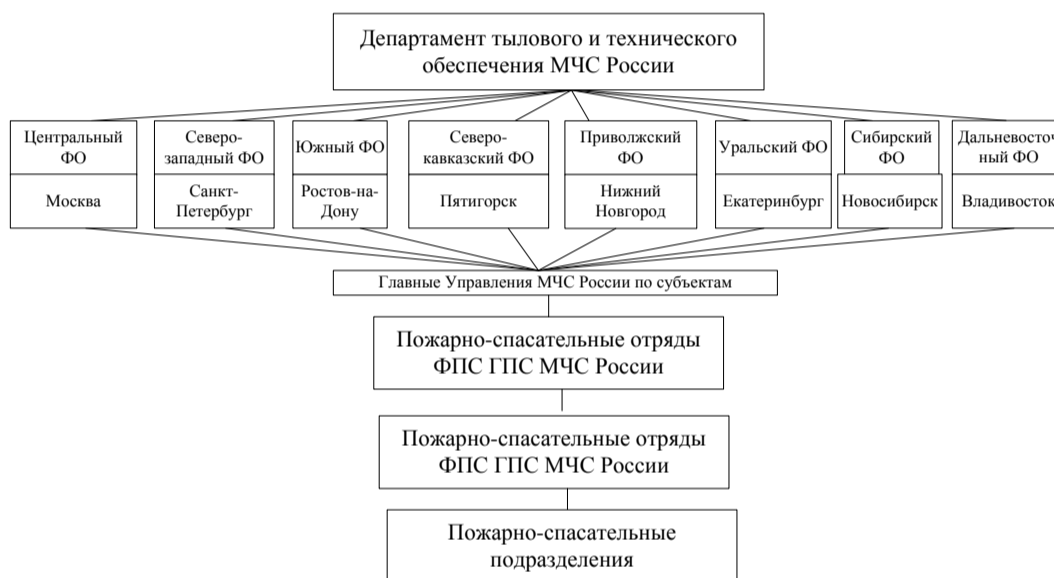 Департамент тылового и технического
обеспечения МЧС России
Центральный
ФО
Москва
Северо-
западный ФО
Санкт-
Петербург
Южный ФО
Ростов-на-
Дону
Северо-
кавказский ФО
Пятигорск
Приволжский
ФО
Нижний
Новгород
Уральский ФО
Екатеринбург
Сибирский
ФО
Новосибирск
Дальневосточ
ный ФО
Владивосток
Главные Управления МЧС России по субъектам
Пожарно-спасательные отряды
ФПС ГПС МЧС России
Пожарно-спасательные отряды
ФПС ГПС МЧС России
Пожарно-спасательные
подразделения